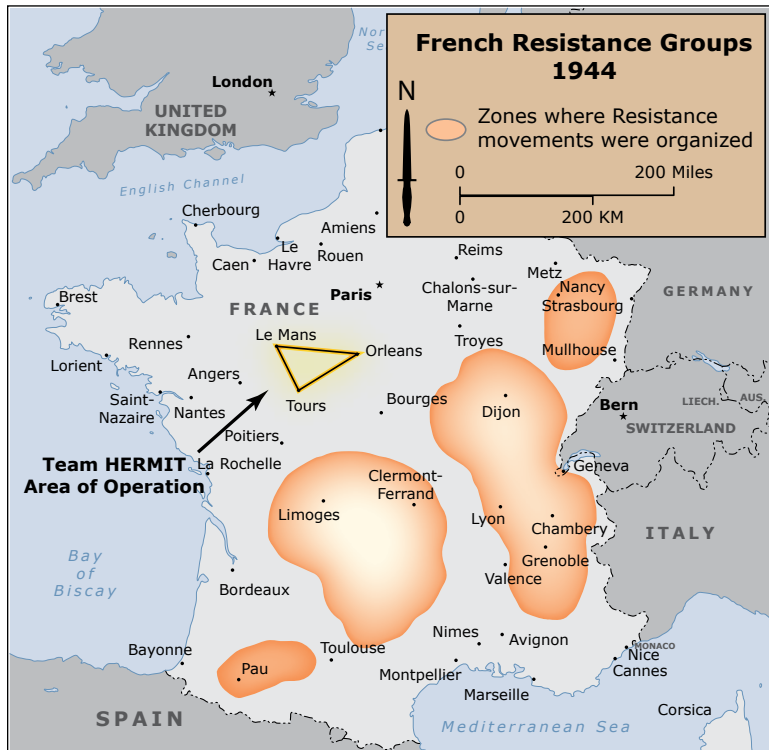 French Resistance Groups
1944
N
Zones where Resistance
movements were organized
0
200 Miles
0
200 KM
London
UNITED
KINGDOM
English Channel
Cherbourg
Amiens
Le
Havre
Rouen
Caen
Reims
Metz
Nancy
Strasbourg
GERMANY
Chalons-sur-
Marne
Paris
Brest
FRANCE
Le Mans
Rennes
Orleans
Troyes
Mullhouse
Lorient
Angers
Saint-
Nazaire
Nantes
Tours
Bourges
Dijon
Bern
LIECH.
AUS.
SWITZERLAND
Poitiers
Team HERMIT
Area of Operation
La Rochelle
Geneva
Clermont-
Ferrand
Limoges
Lyon
Chambery
ITALY
Grenoble
Valence
Bay
of
Biscay
Bordeaux
Nimes
Avignon
MONACO
Nice
Cannes
Bayonne
Toulouse
Pau
Montpellier
Marseille
SPAIN
Mediterranean Sea
Corsica